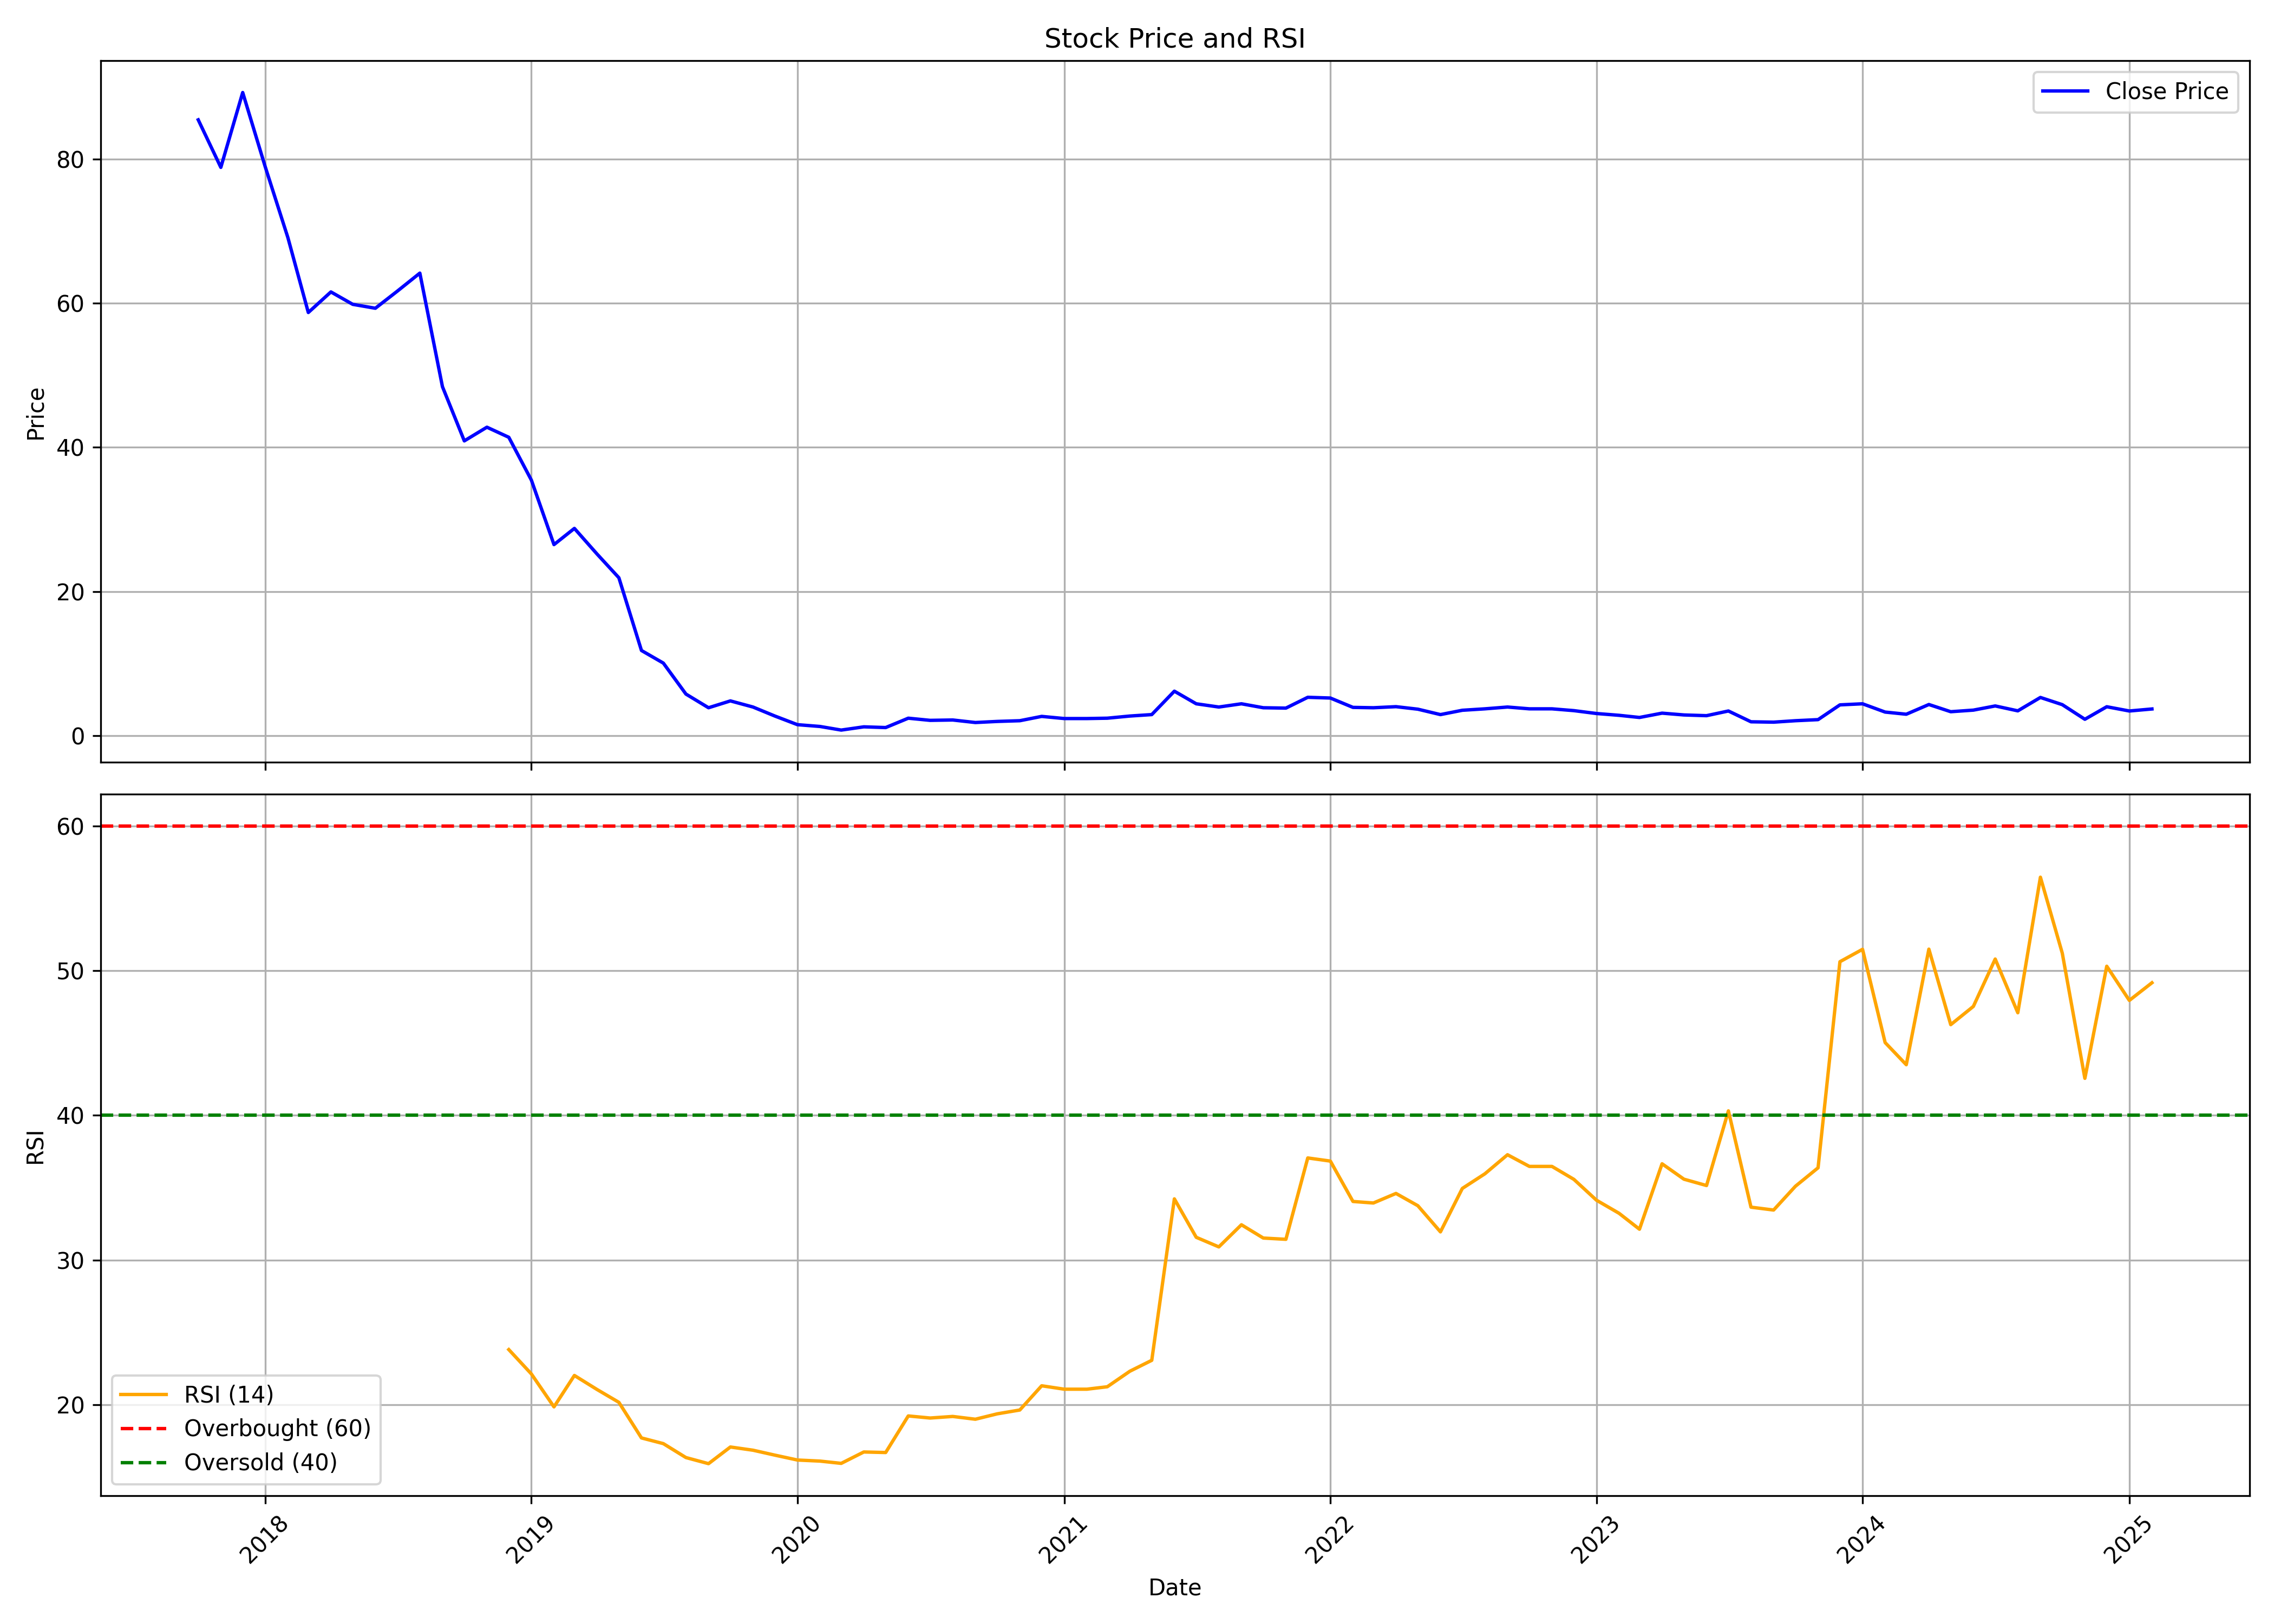 Stock Price and RSI
Close Price
Price
80
60
40
20
0
RSI
60
50
40
30
20
RSI (14)
Overbought (60)
Oversold (40)
2018
2019
2020
2021
2022
2023
2024
2025
Date